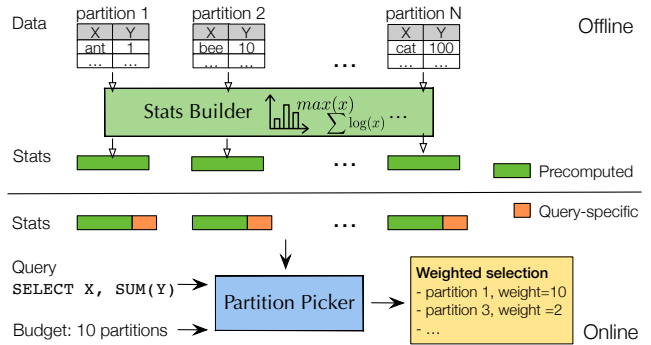 Data
partition 1
partition 2
partition N
Offline
X Y
X Y
X Y
ant 1
bee 10
cat 100
... ...
... ...
...
... ...
Stats Builder max(x) ∑ log(x) ...
Stats
...
Precomputed
Stats
...
Query-specific
Query
SELECT X, SUM(Y)
Budget: 10 partitions
Partition Picker
Weighted selection
- partition 1, weight=10
- partition 3, weight =2
- ...
Online